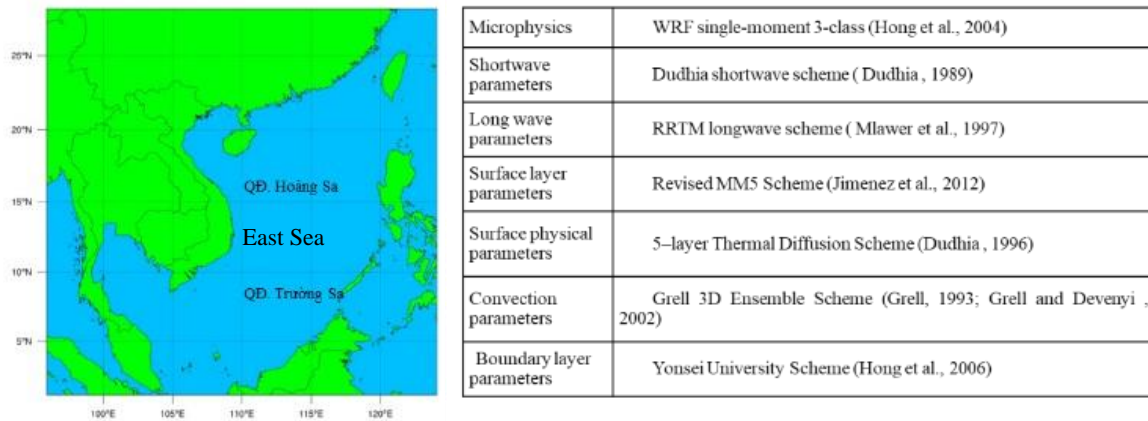 25°N
20°N
QĐ. Hoàng Sa
15°N
East Sea
10°N
QĐ. Trường Sa
5°N
100°E 105°E 110°E 115°E 120°E
Microphysics WRF single-moment 3-class (Hong et al., 2004)
Shortwave
parameters
Dudhia shortwave scheme ( Dudhia , 1989)
Long wave
parameters
RRTM longwave scheme ( Mlawer et al., 1997)
Surface layer
parameters
Revised MM5 Scheme (Jimenez et al., 2012)
Surface physical
parameters
5–layer Thermal Diffusion Scheme (Dudhia , 1996)
Convection
parameters
Grell 3D Ensemble Scheme (Grell, 1993; Grell and Devenyi ,
2002)
Boundary layer
parameters
Yonsei University Scheme (Hong et al., 2006)